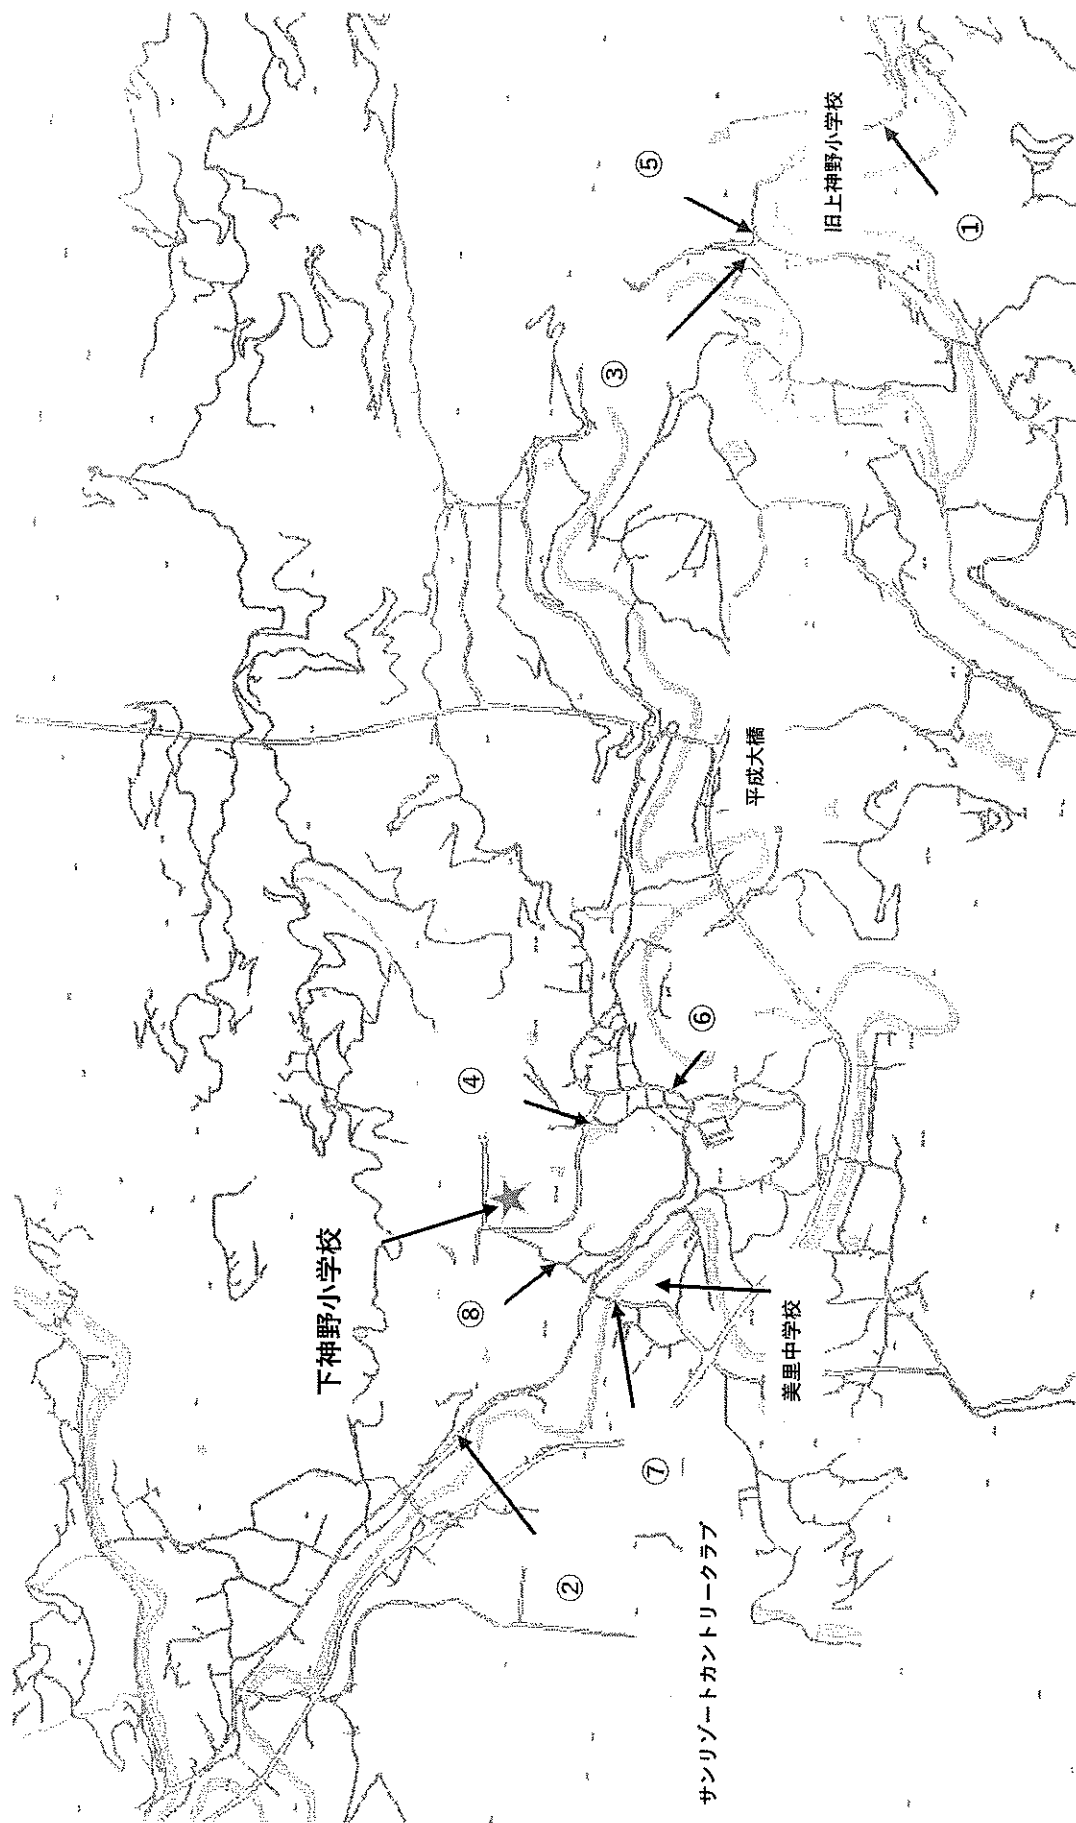 旧上神野小学校
⑤
①
③
平成大橋
⑥
④
下神野小学校
⑧
美里中学校
⑦
②
サンリゾートカントリークラブ